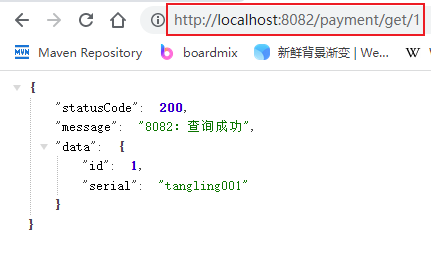 http://localhost:8082/payment/get/1
Maven Repository boardmix 新鲜背景渐变 | We... W
{
"statusCode": 200,
"message": "8082: 查询成功",
"data": {
"id": 1,
"serial": "tangling001"
}
}